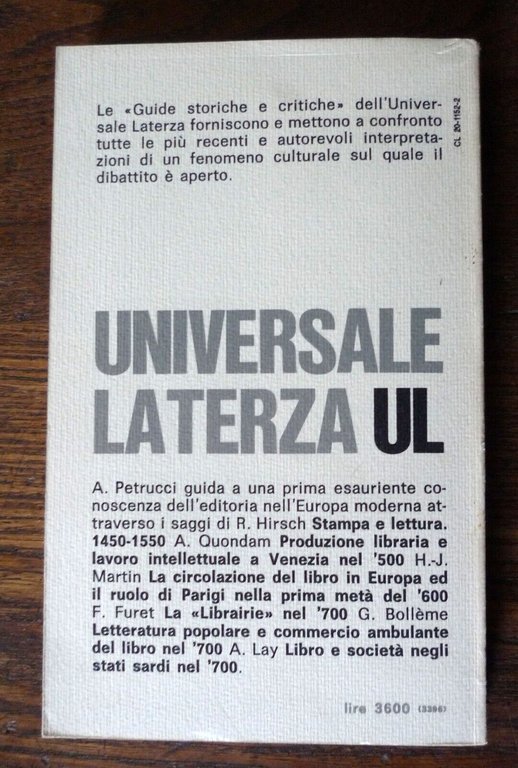 Le «Guide storiche e critiche» dell'Univer-
sale Laterza forniscono e mettono a confronto
tutte le più recenti e autorevoli interpreta-
zioni di un fenomeno culturale sul quale il
dibattito è aperto.
CL 20-1152-2
UNIVERSALE
LATERZA UL
A. Petrucci guida a una prima esauriente co-
noscenza dell'editoria nell'Europa moderna at-
traverso i saggi di R. Hirsch Stampa e lettura.
1450-1550 A. Quondam Produzione libraria e
lavoro intellettuale a Venezia nel '500 H.-J.
Martin La circolazione del libro in Europa ed
il ruolo di Parigi nella prima metà del '600
F. Furet La «Librairie» nel '700 G. Bollème
Letteratura popolare e commercio ambulante
del libro nel '700 A. Lay Libro e società negli
stati sardi nel '700.
lire 3600 (3396)